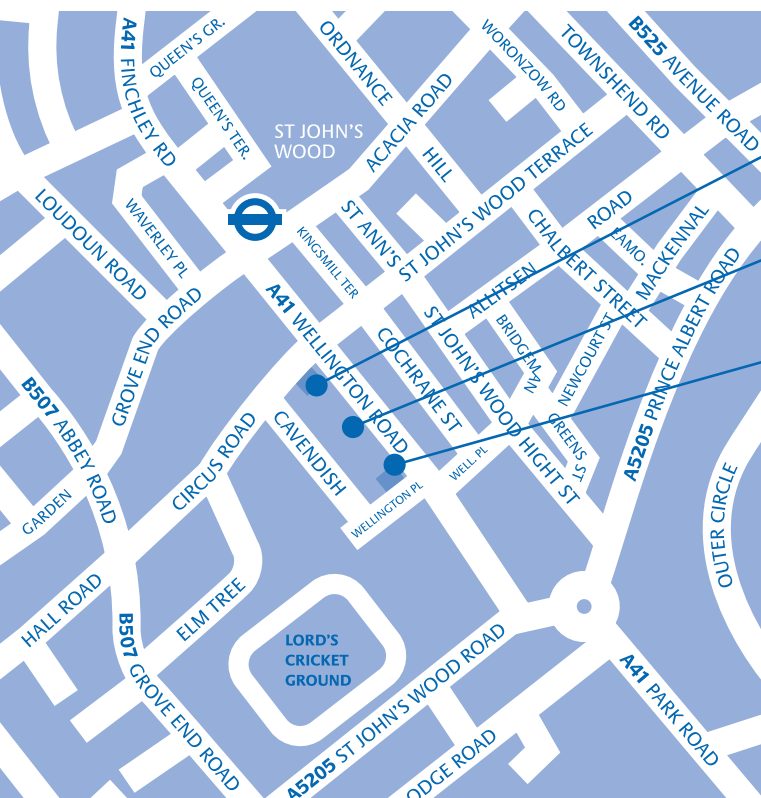 A41 FINCHLEY RD
QUEEN'S GR.
QUEEN'S TER.
ORDNANCE
HILL
WORONZOW RD
TOWNSHEND RD
B525 AVENUE ROAD
ST JOHN'S
WOOD
ACACIA ROAD
ST JOHN'S WOOD TERRACE
LOUDOUN ROAD
WAVERLEY PL
KINGSMILL TER
ST ANN'S
CHALBERT STREET
ALLITSEN
ROAD
EAMO.
MACKENNAL
A5205 PRINCE ALBERT ROAD
GROVE END ROAD
A41 WELLINGTON ROAD
COCHRANE ST
ST JOHN'S WOOD HIGHT ST
BRIDGEMAN
NEWCOURT ST
GREENS ST
B507 ABBEY ROAD
CIRCUS ROAD
CAVENDISH
WELL. PL
WELLINGTON PL
GARDEN
OUTER CIRCLE
HALL ROAD
ELM TREE
B507 GROVE END ROAD
LORD'S
CRICKET
GROUND
A5205 ST JOHN'S WOOD ROAD
A41 PARK ROAD
ODGE ROAD